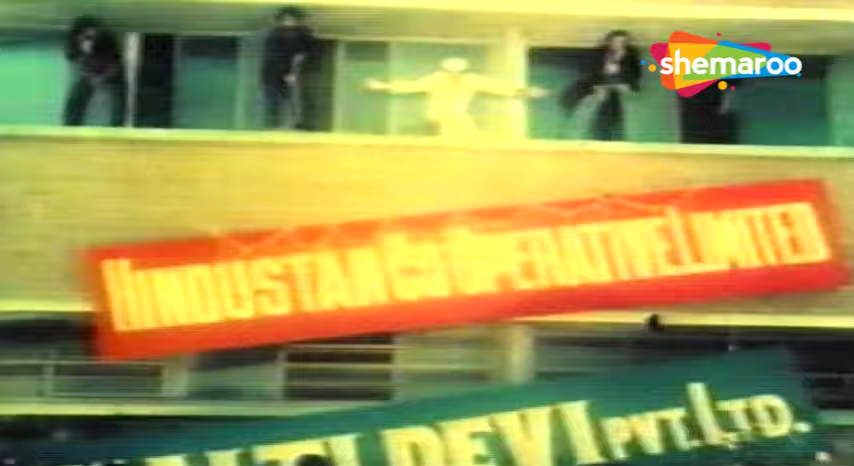 shemaroo
HINDUSTAN CO OPERATIVE LIMITED
DEVI PVT. LTD.